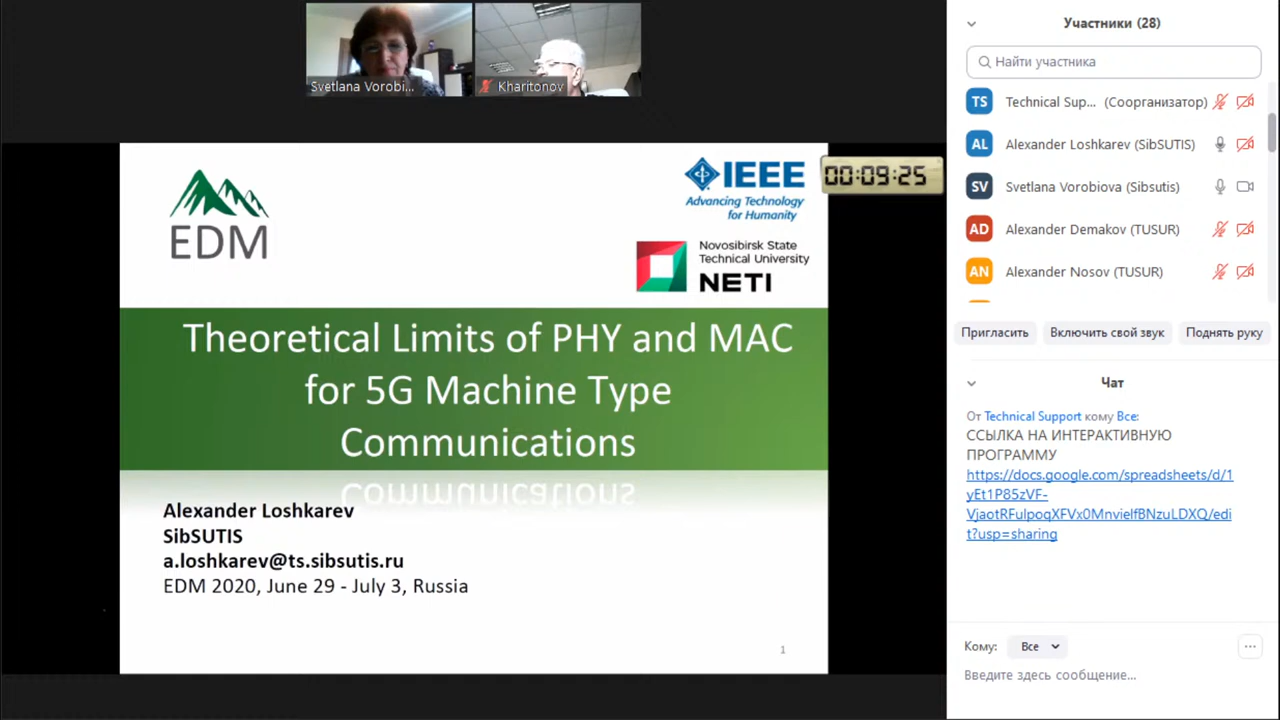 Svetlana Vorobi...
Kharitonov
EDM
IEEE
Advancing Technology
for Humanity
00:09:25
Novosibirsk State
Technical University
NETI
Theoretical Limits of PHY and MAC
for 5G Machine Type
Communications
Alexander Loshkarev
SibSUTIS
a.loshkarev@ts.sibsutis.ru
EDM 2020, June 29 - July 3, Russia
1
Участники (28)
Найти участника
TS Technical Sup... (Соорганизатор)
AL Alexander Loshkarev (SibSUTIS)
SV Svetlana Vorobiova (Sibsutis)
AD Alexander Demakov (TUSUR)
AN Alexander Nosov (TUSUR)
Пригласить Включить свой звук Поднять руку
Чат
От Technical Support кому Все:
ССЫЛКА НА ИНТЕРАКТИВНУЮ
ПРОГРАММУ
https://docs.google.com/spreadsheets/d/1
yEt1P85zVF-
VjaotRFulpoqXFVx0MnvielfBNzuLDXQ/edi
t?usp=sharing
Кому: Все
Введите здесь сообщение...